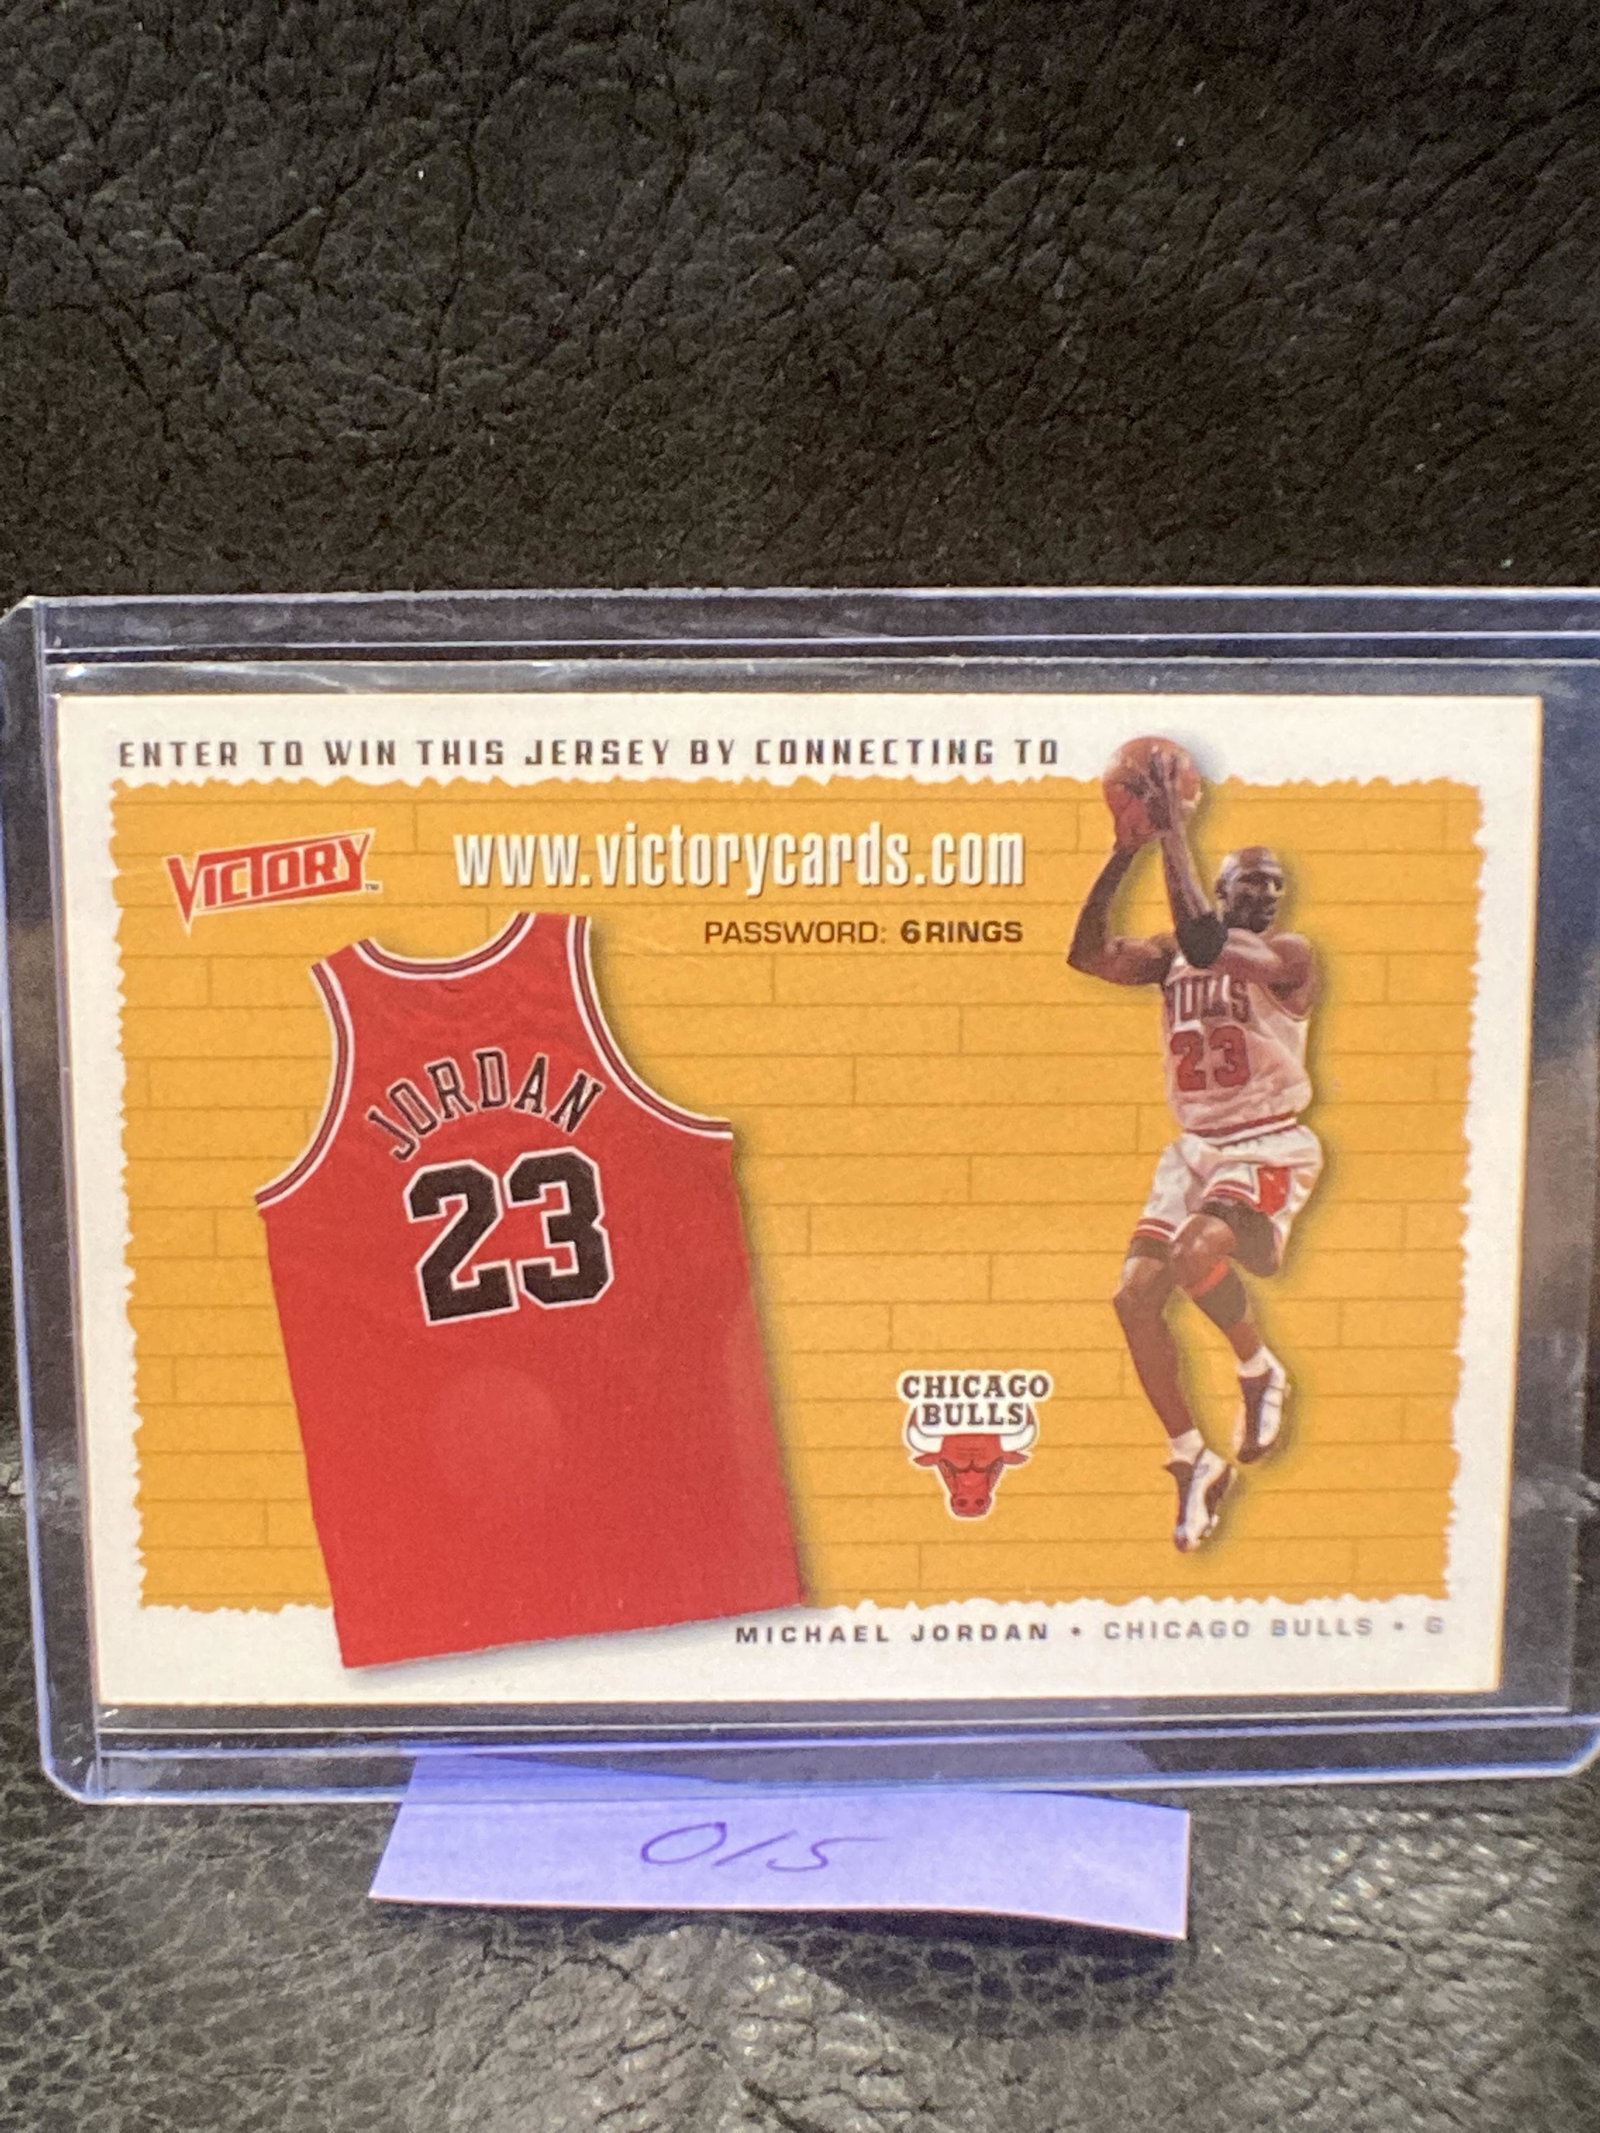 ENTER TO WIN THIS JERSEY BY CONNECTING TO
VICTORY™
www.victorycards.com
PASSWORD: 6RINGS
JORDAN
23
BULLS
23
CHICAGO
BULLS
MICHAEL JORDAN • CHICAGO BULLS • G
015